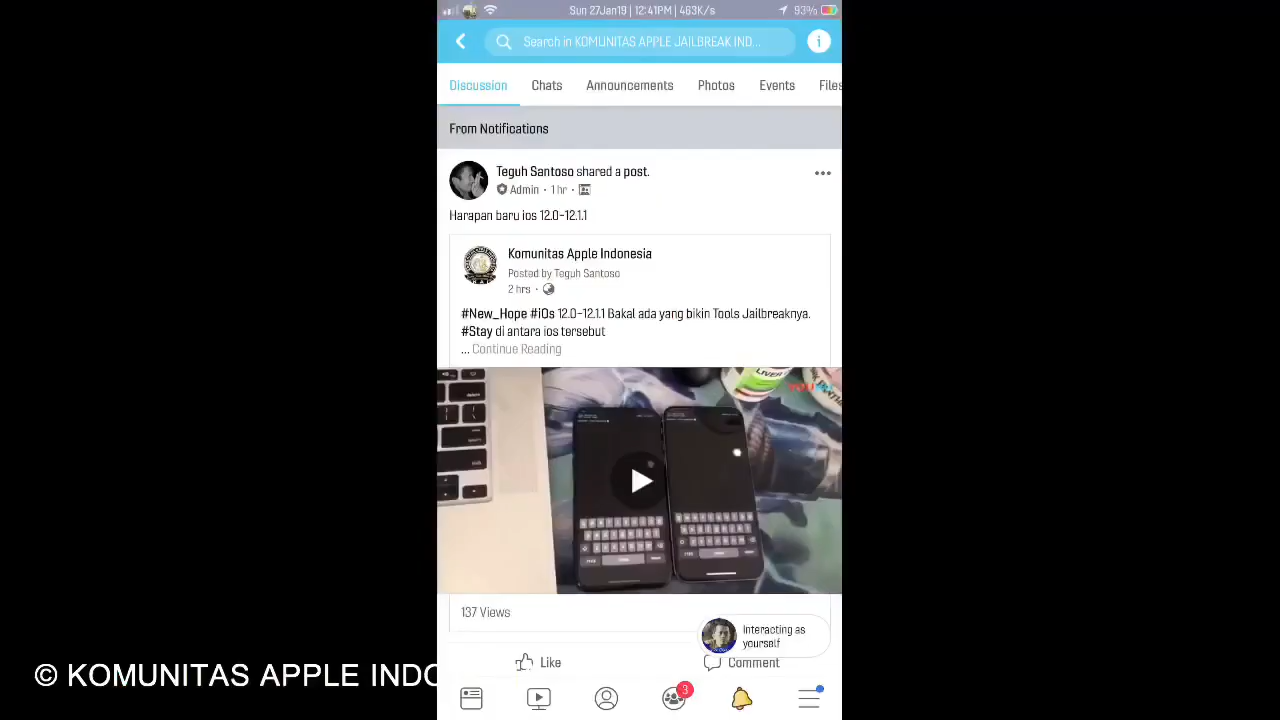 Sun 27Jan19 | 12:41PM | 463K/s
93%
Search in KOMUNITAS APPLE JAILBREAK IND...
Discussion
Chats
Announcements
Photos
Events
Files
From Notifications
Teguh Santoso shared a post.
Admin · 1 hr ·
Harapan baru ios 12.0-12.1.1
Komunitas Apple Indonesia
Posted by Teguh Santoso
2 hrs ·
#New_Hope #iOs 12.0-12.1.1 Bakal ada yang bikin Tools Jailbreaknya.
#Stay di antara ios tersebut
... Continue Reading
LIVER
137 Views
Interacting as
yourself
Like
Comment
© KOMUNITAS APPLE INDO
3